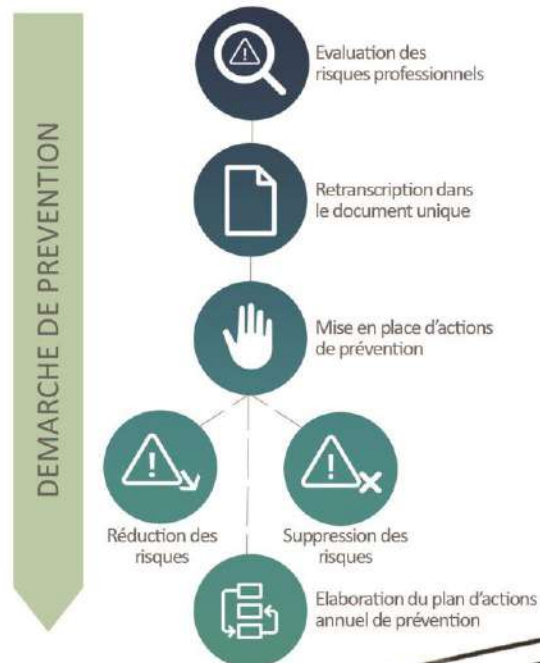 DEMARCHE DE PREVENTION
Evaluation des
risques professionnels
Retranscription dans
le document unique
Mise en place d'actions
de prévention
Réduction des
risques
Suppression des
risques
Elaboration du plan d'actions
annuel de prévention